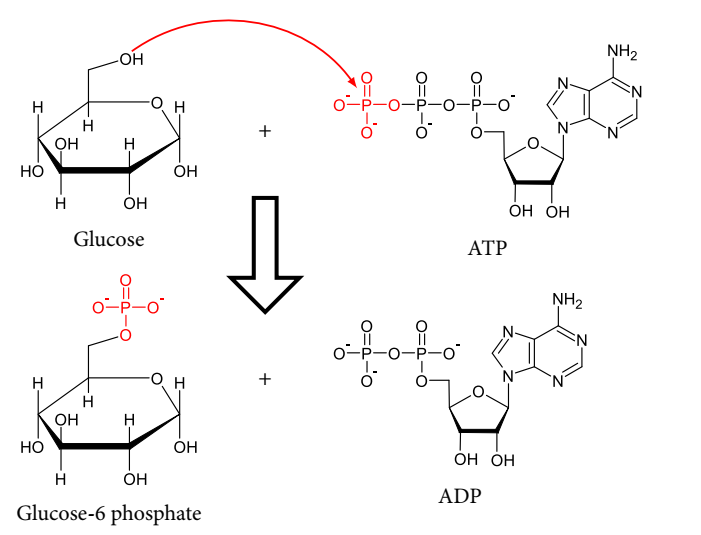 OH
NH2
O O O
N N
H O H
O- P O P O P O-
H OH H
O- O- O
N N
HO OH
O
H OH
OH OH
+
Glucose
ATP
O
O- P O-
O
NH2
O O
N N
H O H
O- P O P O-
H OH H
O- O
N N
HO OH
O
H OH
OH OH
+
Glucose-6 phosphate
ADP